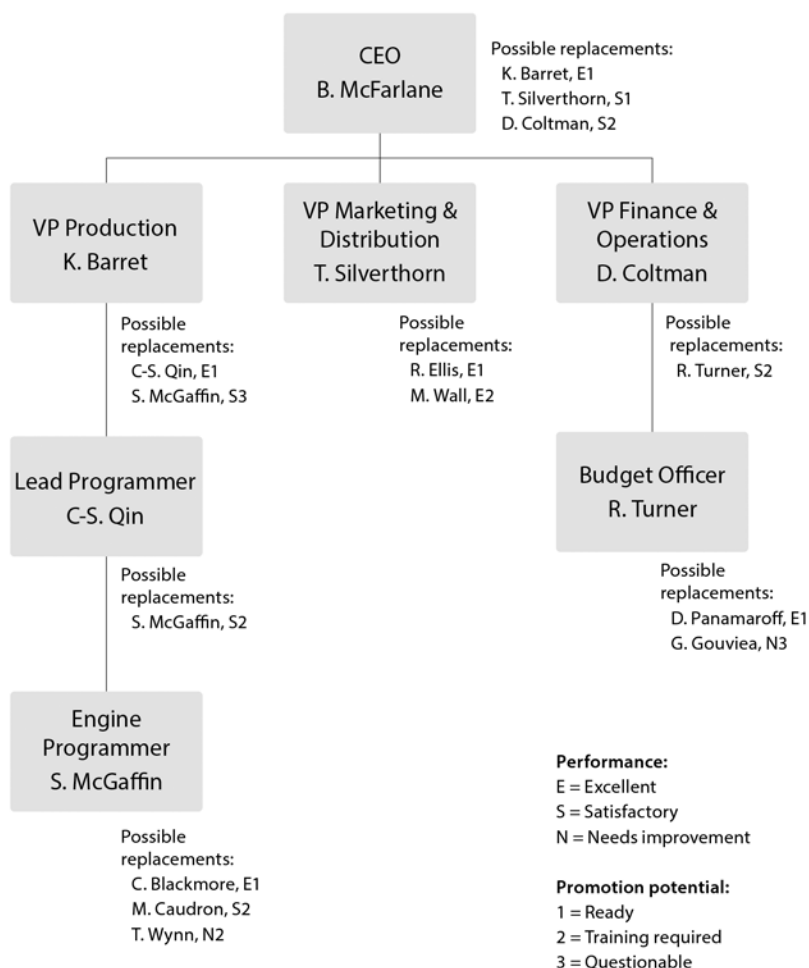 CEO
B. McFarlane
Possible replacements:
K. Barret, E1
T. Silverthorn, S1
D. Coltman, S2
VP Production
K. Barret
VP Marketing &
Distribution
T. Silverthorn
VP Finance &
Operations
D. Coltman
Possible
replacements:
C-S. Qin, E1
S. McGaffin, S3
Possible
replacements:
R. Ellis, E1
M. Wall, E2
Possible
replacements:
R. Turner, S2
Lead Programmer
C-S. Qin
Budget Officer
R. Turner
Possible
replacements:
S. McGaffin, S2
Possible
replacements:
D. Panamaroff, E1
G. Gouviea, N3
Engine
Programmer
S. McGaffin
Possible
replacements:
C. Blackmore, E1
M. Caudron, S2
T. Wynn, N2
Performance:
E = Excellent
S = Satisfactory
N = Needs improvement
Promotion potential:
1 = Ready
2 = Training required
3 = Questionable